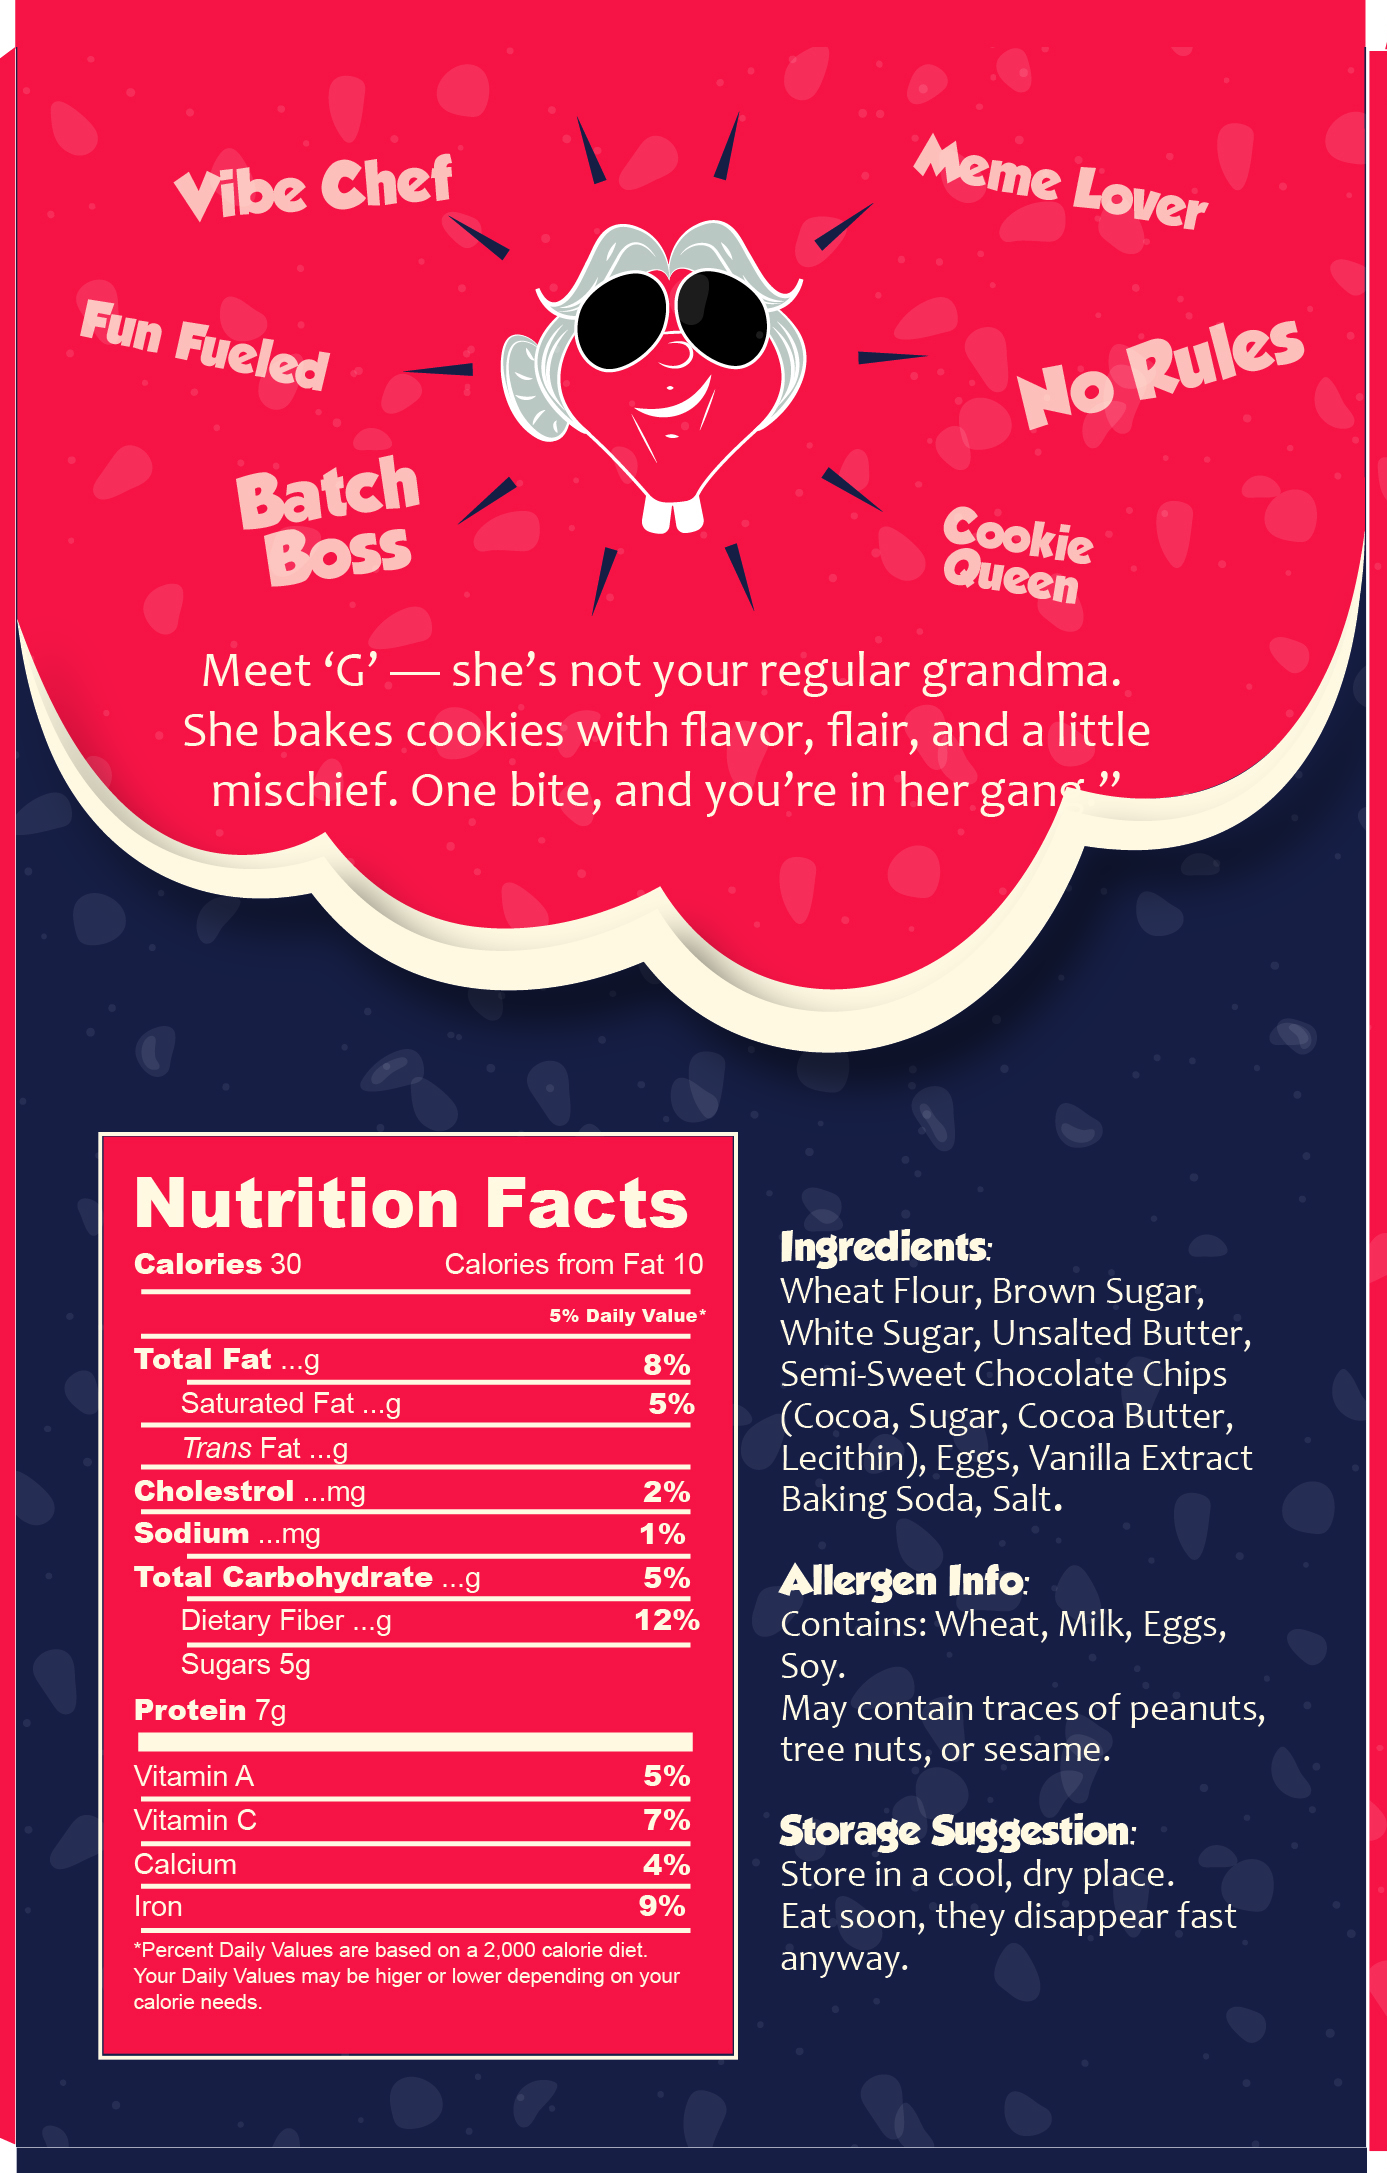 Vibe Chef
Meme Lover
Fun Fueled
No Rules
Batch
Boss
Cookie
Queen
Meet ‘G’ — she’s not your regular grandma.
She bakes cookies with flavor, flair, and a little
mischief. One bite, and you’re in her gang.”
Nutrition Facts
Calories 30 Calories from Fat 10
5% Daily Value*
Total Fat ...g 8%
Saturated Fat ...g 5%
Trans Fat ...g
Cholestrol ...mg 2%
Sodium ...mg 1%
Total Carbohydrate ...g 5%
Dietary Fiber ...g 12%
Sugars 5g
Protein 7g
Vitamin A 5%
Vitamin C 7%
Calcium 4%
Iron 9%
*Percent Daily Values are based on a 2,000 calorie diet.
Your Daily Values may be higer or lower depending on your
calorie needs.
Ingredients:
Wheat Flour, Brown Sugar,
White Sugar, Unsalted Butter,
Semi-Sweet Chocolate Chips
(Cocoa, Sugar, Cocoa Butter,
Lecithin), Eggs, Vanilla Extract
Baking Soda, Salt.
Allergen Info:
Contains: Wheat, Milk, Eggs,
Soy.
May contain traces of peanuts,
tree nuts, or sesame.
Storage Suggestion:
Store in a cool, dry place.
Eat soon, they disappear fast
anyway.